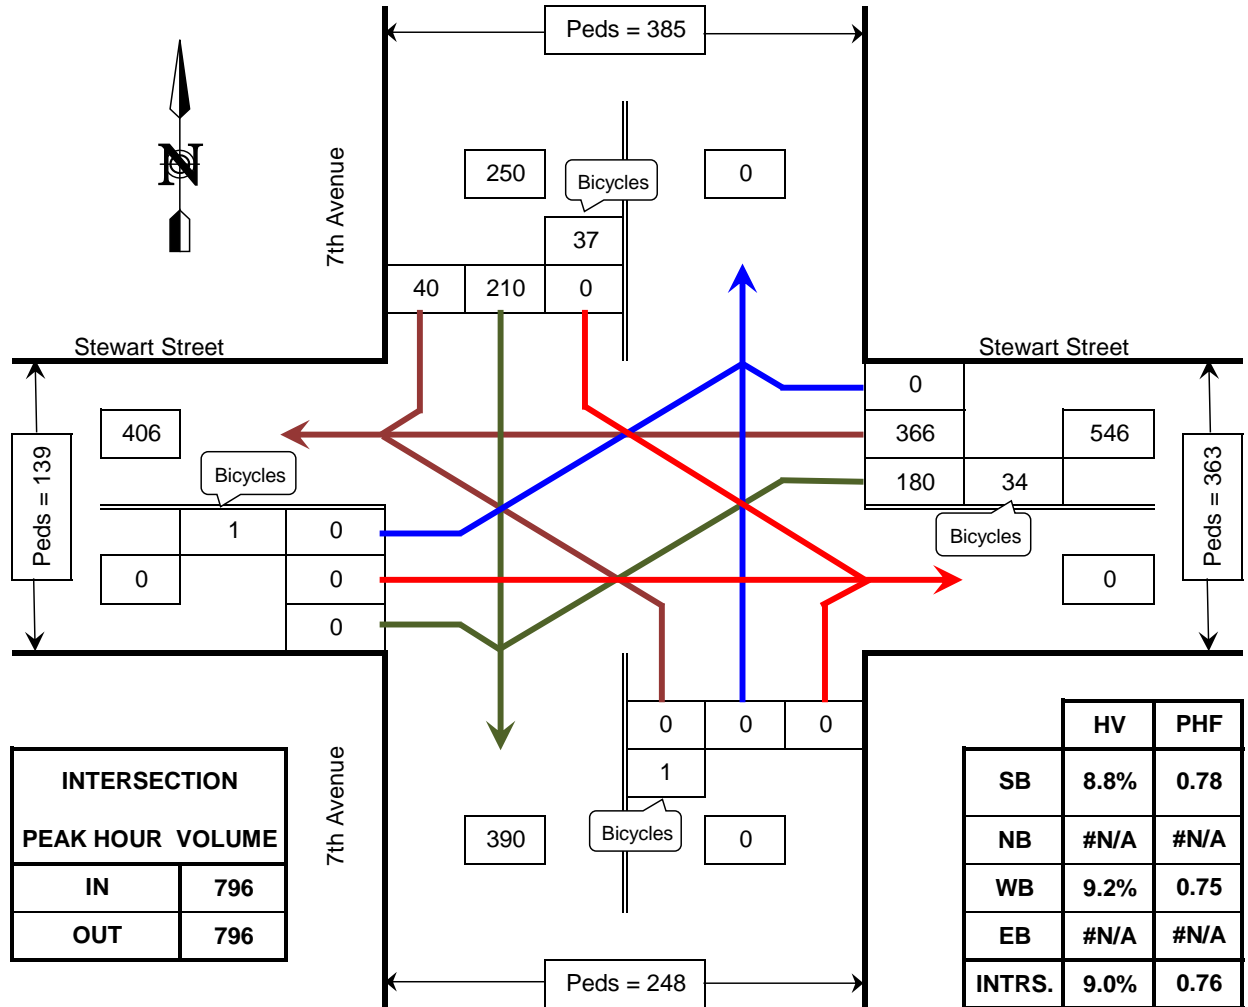 Peds = 385
N
7th Avenue
250
Bicycles
0
37
40 210 0
Stewart Street
Stewart Street
0
406
366 546
Peds = 139
Bicycles
180 34
Peds = 363
1 0
Bicycles
0 0
0
0
0 0 0
1
Bicycles
7th Avenue
390
0
INTERSECTION
PEAK HOUR VOLUME
IN 796
OUT 796
HV PHF
SB 8.8% 0.78
NB #N/A #N/A
WB 9.2% 0.75
EB #N/A #N/A
INTRS. 9.0% 0.76
Peds = 248